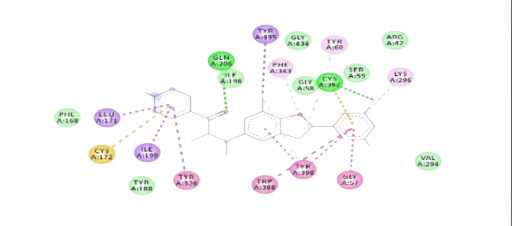 TYR
A:435
GLY
A:434
TYR
A:60
ARG
A:42
GLN
A:206
ILE
A:198
PHE
A:343
GLY
A:58
CYS
A:397
SER
A:59
LYS
A:296
PHE
A:168
LEU
A:171
CYS
A:172
ILE
A:199
TYR
A:188
TYR
A:326
TRP
A:388
TYR
A:398
GLY
A:57
VAL
A:294